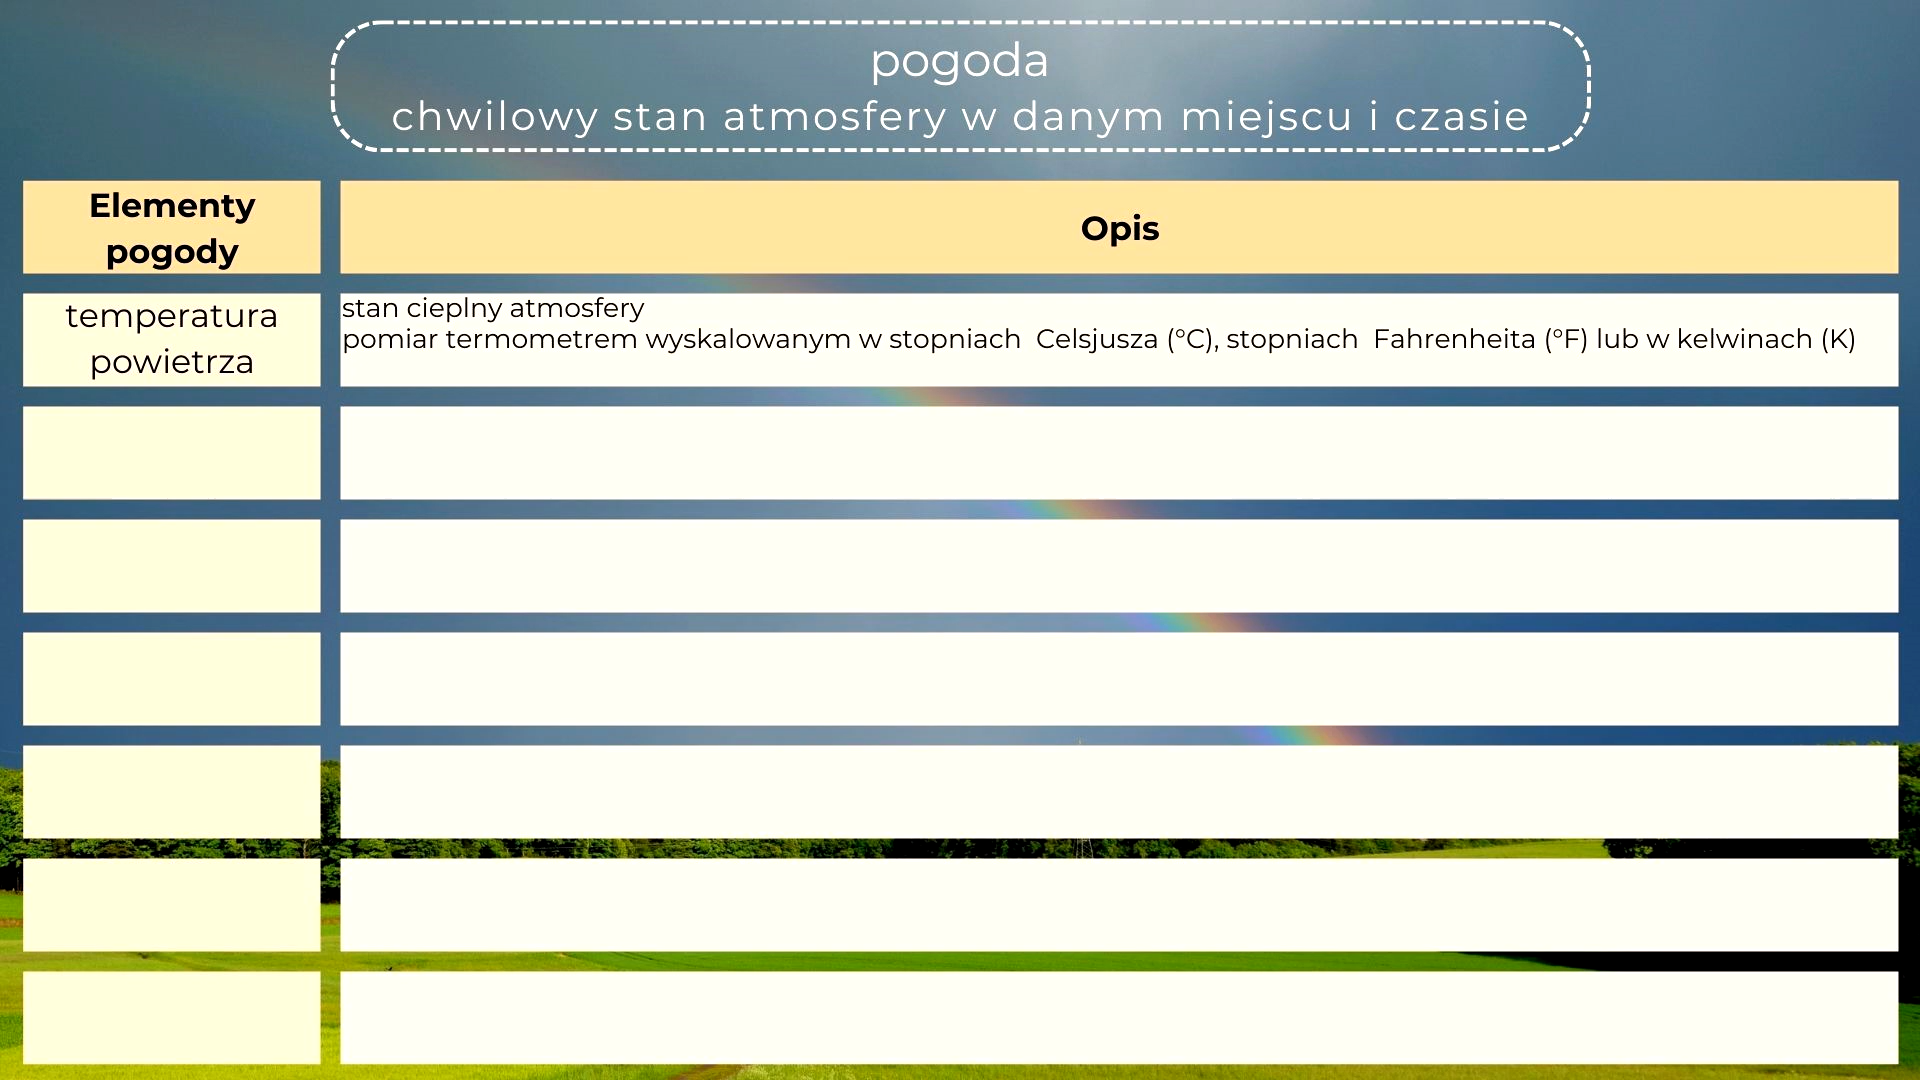 pogoda
chwilowy stan atmosfery w danym miejscu i czasie
Elementy
pogody
Opis
temperatura
powietrza
stan cieplny atmosfery
pomiar termometrem wyskalowanym w stopniach Celsjusza (°C), stopniach Fahrenheita (°F) lub w kelwinach (K)